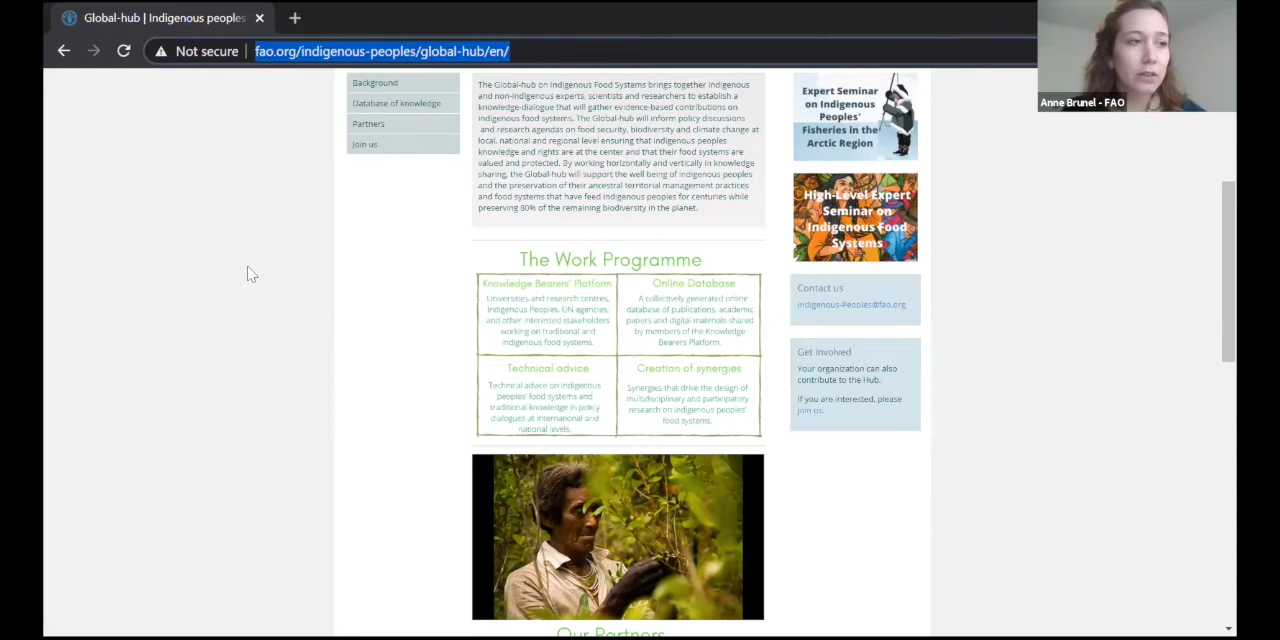 Global-hub | Indigenous peoples
Not secure
fao.org/indigenous-peoples/global-hub/en/
Anne Brunel - FAO
Background
Database of knowledge
Partners
Join us
The Global-hub on Indigenous Food Systems brings together indigenous
and non-indigenous experts, scientists and researchers to establish a
knowledge-dialogue that will gather evidence-based contributions on
indigenous food systems. The Global-hub will inform policy discussions
and research agendas on food security, biodiversity and climate change at
local, national and regional level ensuring that indigenous peoples
knowledge and rights are at the center and that their food systems are
valued and protected. By working horizontally and vertically in knowledge
sharing, the Global-hub will support the well being of indigenous peoples
and the preservation of their ancestral territorial management practices
and food systems that have feed indigenous peoples for centuries while
preserving 80% of the remaining biodiversity in the planet.
The Work Programme
Knowledge Bearers' Platform
Universities and research centres,
Indigenous Peoples, UN agencies,
and other interested stakeholders
working on traditional and
indigenous food systems.
Online Database
A collectively generated online
database of publications, academic
papers and digital materials shared
by members of the Knowledge
Bearers Platform.
Technical advice
Technical advice on indigenous
peoples' food systems and
traditional knowledge in policy
dialogues at international and
national levels.
Creation of synergies
Synergies that drive the design of
multidisciplinary and participatory
research on indigenous peoples'
food systems.
Our Partners
Expert Seminar
on Indigenous
Peoples'
Fisheries in the
Arctic Region
High-Level Expert
Seminar on
Indigenous Food
Systems
Contact us
Indigenous-Peoples@fao.org
Get involved
Your organization can also
contribute to the Hub.
If you are interested, please
join us.